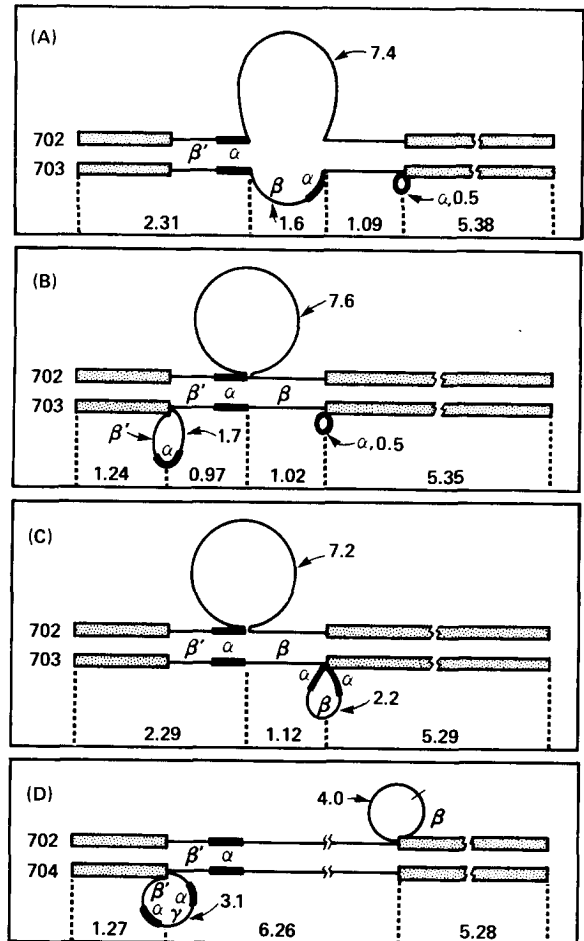 (A)
7.4
702
β' α
703
β α
α,0.5
2.31 1.6 1.09 5.38
(B)
7.6
702
β' α β
703
β' α 1.7 α,0.5
1.24 0.97 1.02 5.35
(C)
7.2
702
β' α β
703
α α
β 2.2
2.29 1.12 5.29
(D)
4.0 β
702
β' α
704
β' α
α γ 3.1
1.27 6.26 5.28